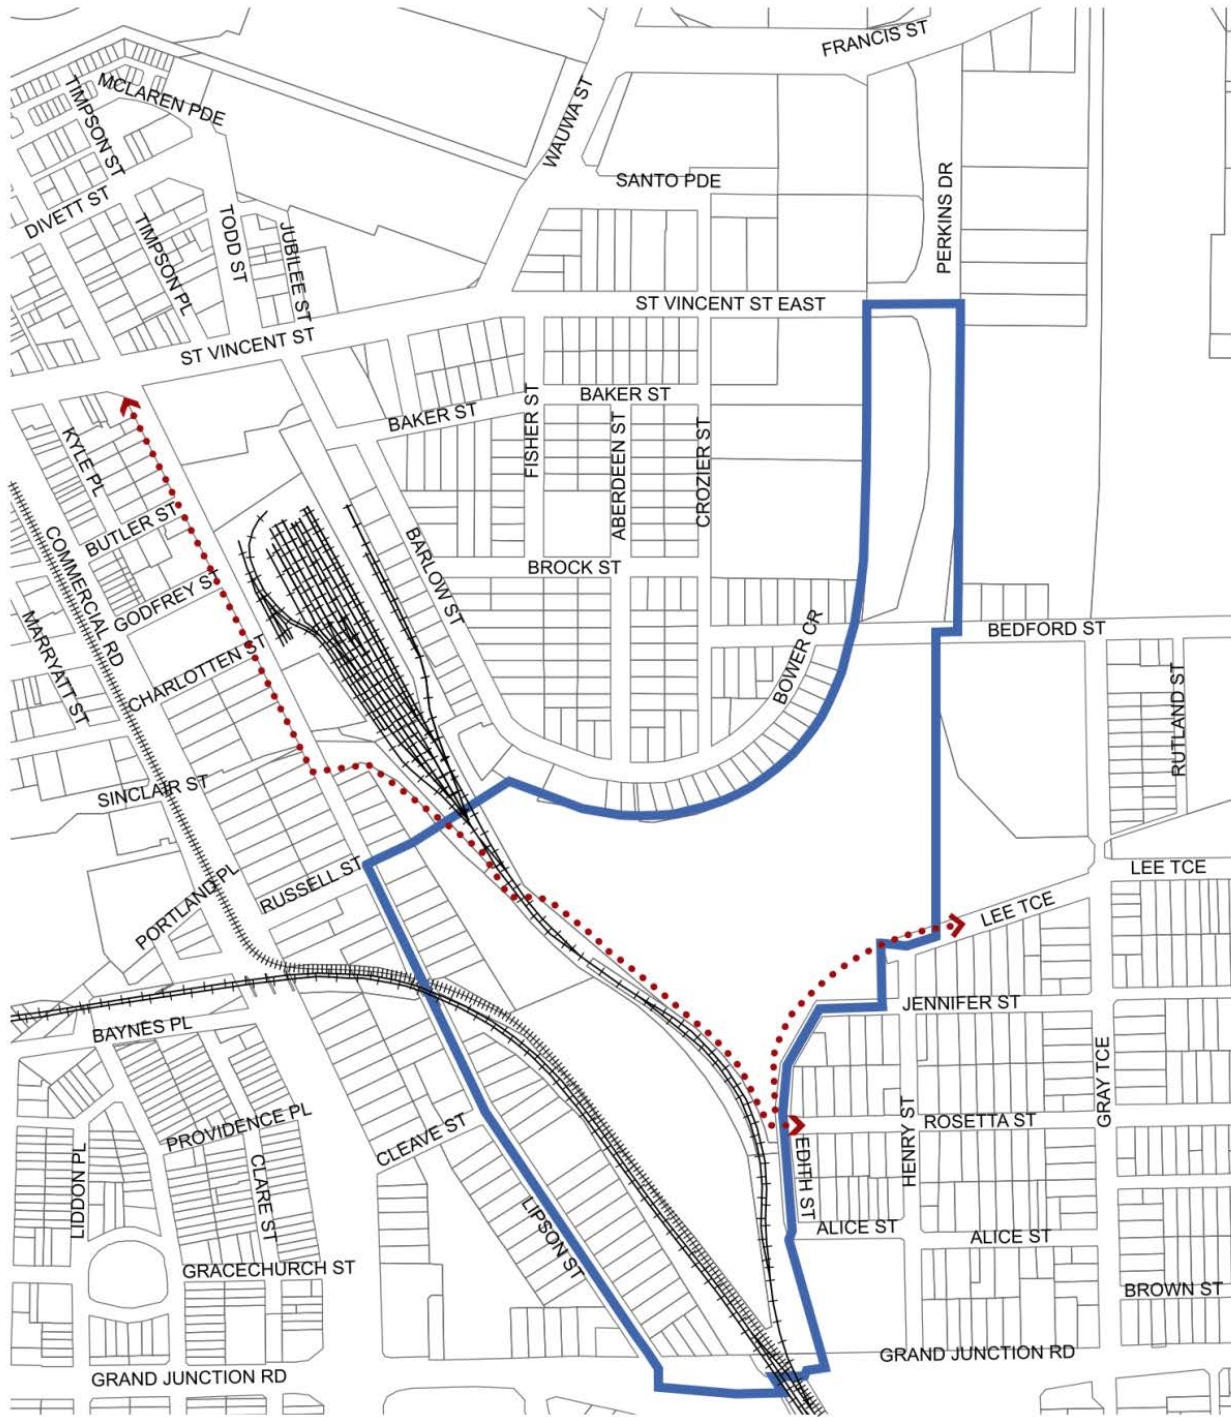 FRANCIS ST
TIMPSON ST
MCLAREN PDE
WAUWA ST
SANTO PDE
PERKINS DR
DIVETT ST
TIMPSON PL
TODD ST
JUBILEE ST
ST VINCENT ST EAST
ST VINCENT ST
BAKER ST
BAKER ST
FISHER ST
ABERDEEN ST
CROZIER ST
KYLE PL
BUTLER ST
COMMERCIAL RD
BARLOW ST
BROCK ST
GODFREY ST
MARRYATT ST
CHARLOTTEN ST
BOWER CR
BEDFORD ST
RUTLAND ST
SINCLAIR ST
RUSSELL ST
PORTLAND PL
LEE TCE
LEE TCE
JENNIFER ST
BAYNES PL
GRAY TCE
PROVIDENCE PL
CLEAVE ST
HENRY ST
ROSETTA ST
EDITH ST
LIDDON PL
CLARE ST
LIPSON ST
ALICE ST
ALICE ST
GRACECHURCH ST
BROWN ST
GRAND JUNCTION RD
GRAND JUNCTION RD